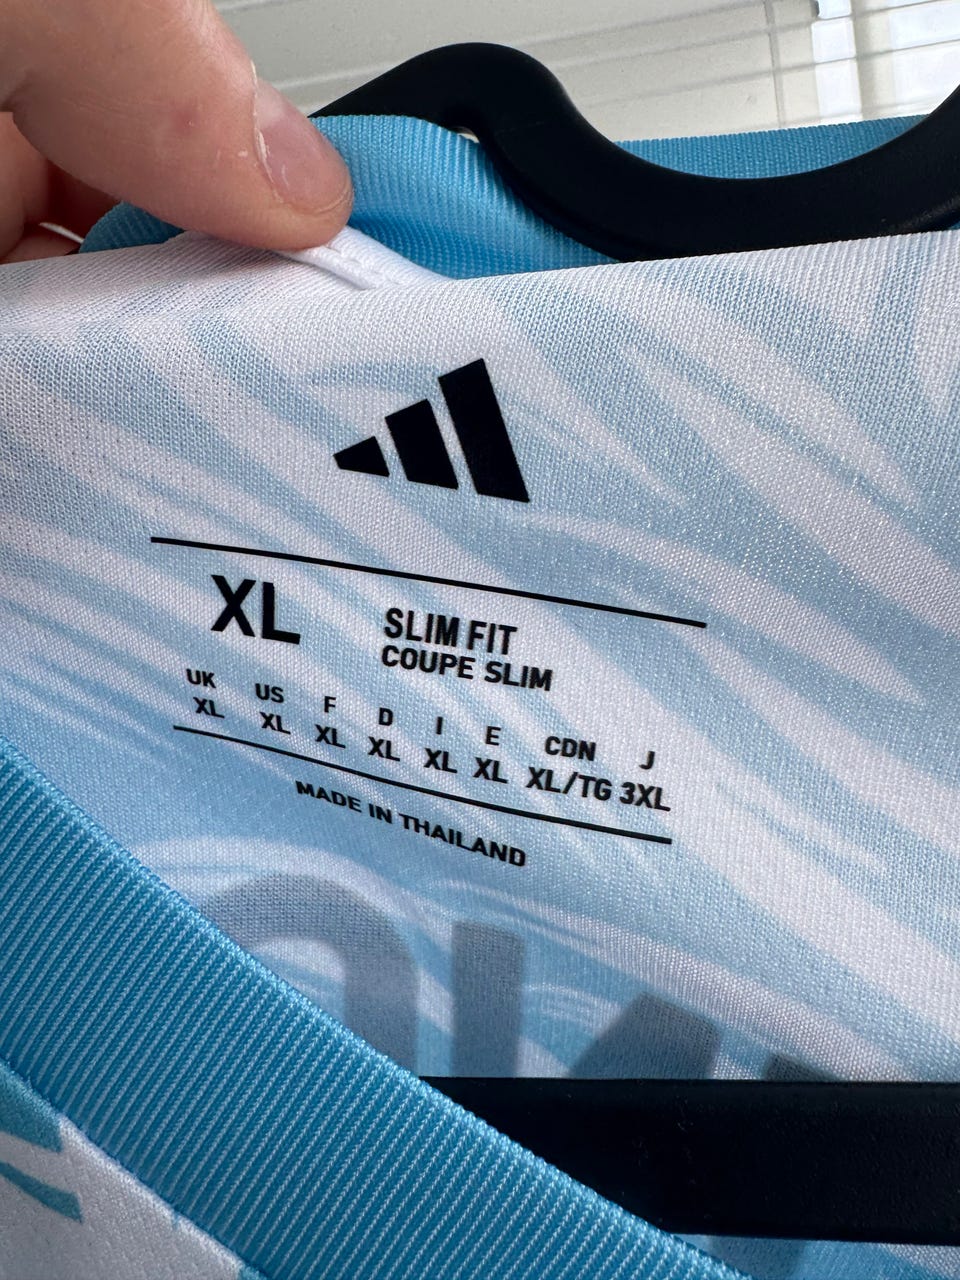 XL
SLIM FIT
COUPE SLIM
UK US F D I E CDN J
XL XL XL XL XL XL XL/TG 3XL
MADE IN THAILAND